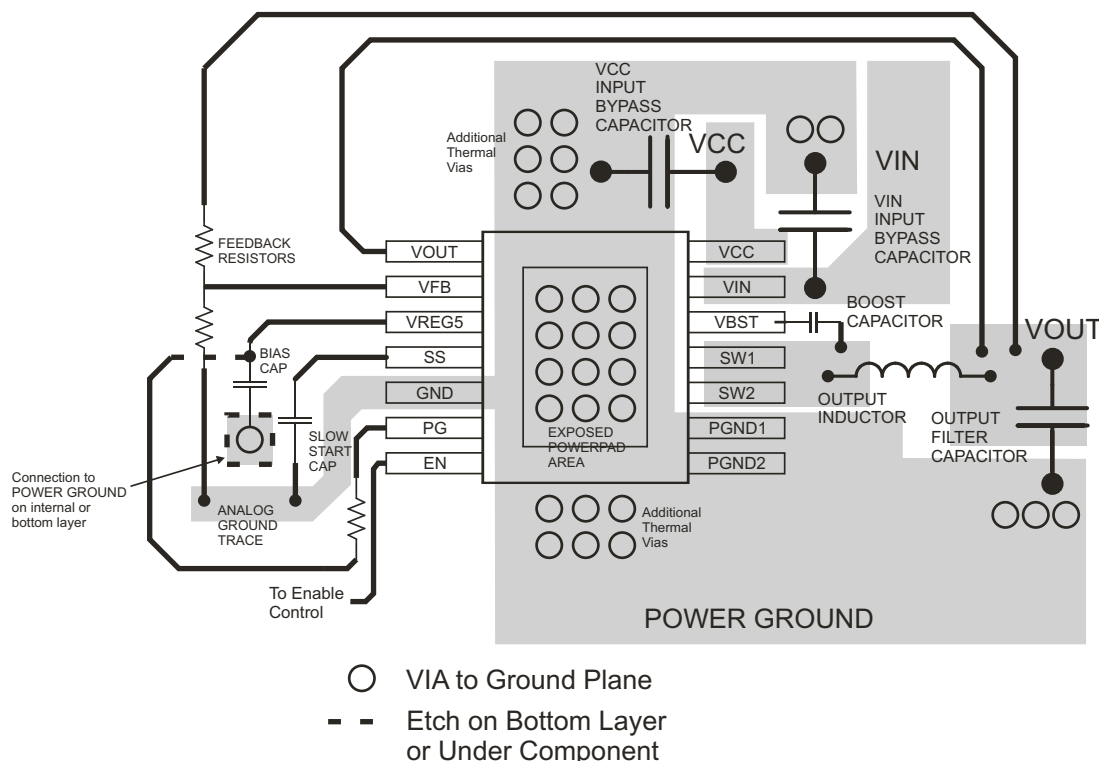 VCC
INPUT
BYPASS
CAPACITOR
Additional
Thermal
Vias
VCC
VIN
VIN
INPUT
BYPASS
CAPACITOR
FEEDBACK
RESISTORS
VOUT
VFB
VREG5
SS
GND
PG
EN
VCC
VIN
VBST
SW1
SW2
PGND1
PGND2
EXPOSED
POWERPAD
AREA
BOOST
CAPACITOR
VOUT
OUTPUT
INDUCTOR
OUTPUT
FILTER
CAPACITOR
BIAS
CAP
SLOW
START
CAP
Connection to
POWER GROUND
on internal or
bottom layer
ANALOG
GROUND
TRACE
Additional
Thermal
Vias
To Enable
Control
POWER GROUND
VIA to Ground Plane
Etch on Bottom Layer
or Under Component